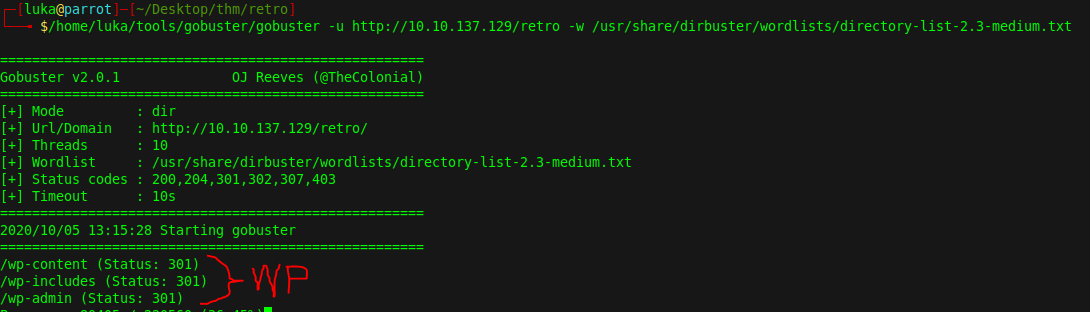 [luka@parrot]─[~/Desktop/thm/retro]
$/home/luka/tools/gobuster/gobuster -u http://10.10.137.129/retro -w /usr/share/dirbuster/wordlists/directory-list-2.3-medium.txt
=====================================================
Gobuster v2.0.1              OJ Reeves (@TheColonial)
=====================================================
[+] Mode         : dir
[+] Url/Domain   : http://10.10.137.129/retro/
[+] Threads      : 10
[+] Wordlist     : /usr/share/dirbuster/wordlists/directory-list-2.3-medium.txt
[+] Status codes : 200,204,301,302,307,403
[+] Timeout      : 10s
=====================================================
2020/10/05 13:15:28 Starting gobuster
=====================================================
/wp-content (Status: 301)
/wp-includes (Status: 301) WP
/wp-admin (Status: 301)